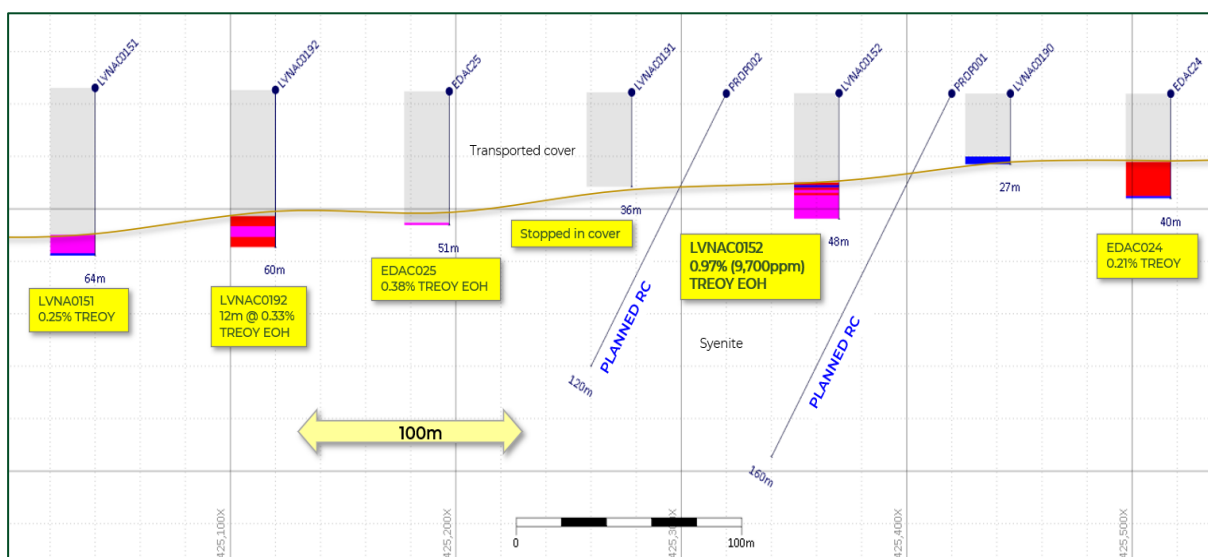 LVNAC0151
LVNAC0192
EDAC25
LVNAC0191
PROP002
LVNAC0152
PROP001
LVNAC0190
EDAC24
Transported cover
27m
36m
40m
Stopped in cover
48m
51m
60m
64m
LVNA0151
0.25% TREOY
LVNAC0192
12m @ 0.33%
TREOY EOH
EDAC025
0.38% TREOY EOH
LVNAC0152
0.97% (9,700ppm)
TREOY EOH
EDAC024
0.21% TREOY
PLANNED RC
PLANNED RC
Syenite
120m
100m
160m
425,100X
425,200X
425,300X
425,400X
425,500X
0
100m